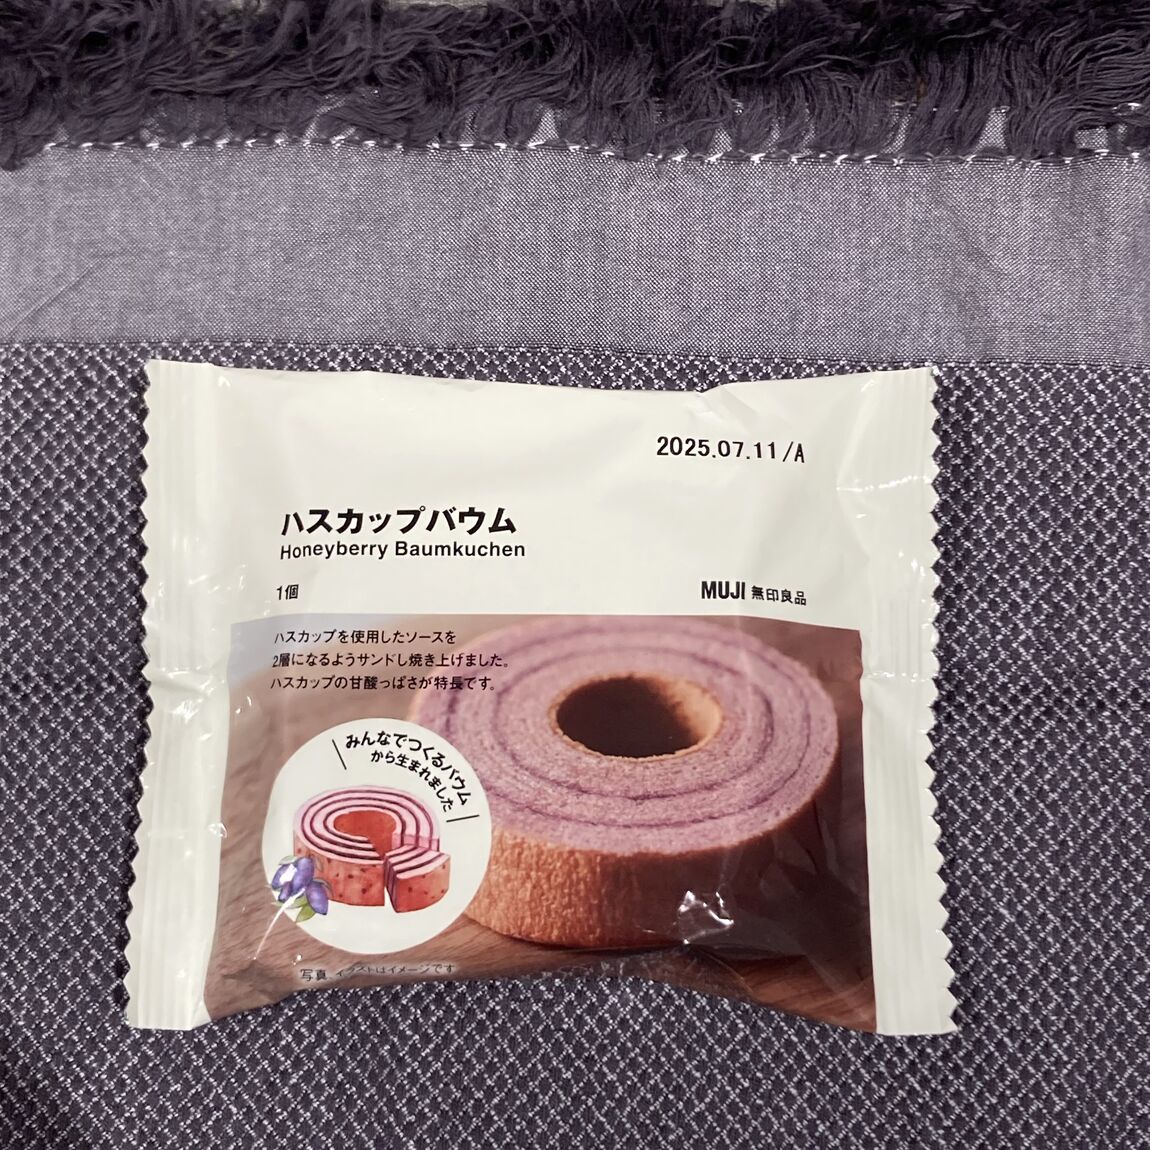 2025.07.11/A
ハスカップバウム
Honeyberry Baumkuchen
1個
MUJI 無印良品
ハスカップを使用したソースを
2層になるようサンドし焼き上げました。
ハスカップの甘酸っぱさが特長です。
みんなでつくるバウム
から生まれました
写真 イラストはイメージです